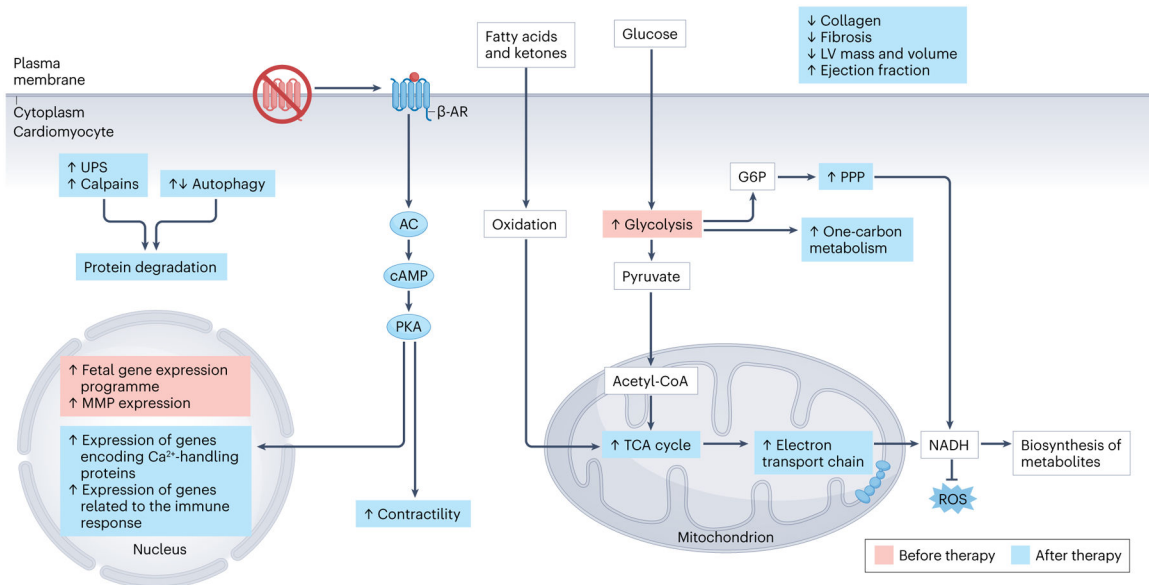 Plasma
membrane
Cytoplasm
Cardiomyocyte
β-AR
Fatty acids
and ketones
Glucose
↓ Collagen
↓ Fibrosis
↓ LV mass and volume
↑ Ejection fraction
↑ UPS
↑ Calpains
↑↓ Autophagy
Protein degradation
AC
cAMP
PKA
Oxidation
↑ Glycolysis
G6P
↑ PPP
↑ One-carbon
metabolism
Pyruvate
Acetyl-CoA
↑ TCA cycle
↑ Electron
transport chain
NADH
Biosynthesis of
metabolites
ROS
Mitochondrion
↑ Fetal gene expression
programme
↑ MMP expression
↑ Expression of genes
encoding Ca²⁺-handling
proteins
↑ Expression of genes
related to the immune
response
Nucleus
↑ Contractility
Before therapy
After therapy